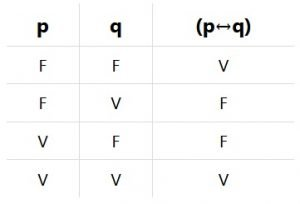 p q (p↔q)
F F V
F V F
V F F
V V V